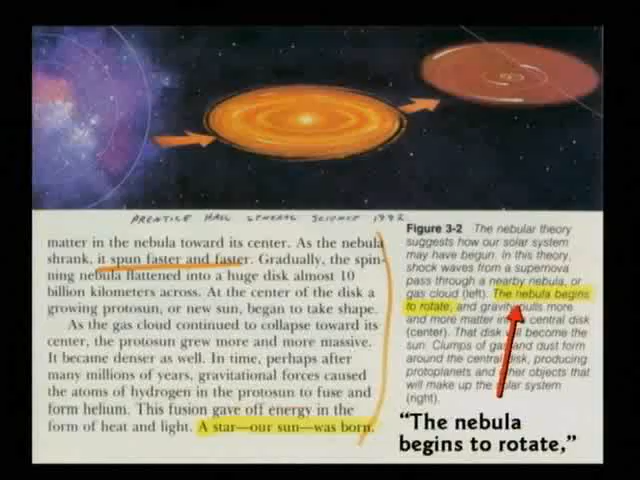 PRENTICE HALL GENERAL SCIENCE 1992
matter in the nebula toward its center. As the nebula
shrank, it spun faster and faster. Gradually, the spin-
ning nebula flattened into a huge disk almost 10
billion kilometers across. At the center of the disk a
growing protosun, or new sun, began to take shape.
As the gas cloud continued to collapse toward its
center, the protosun grew more and more massive.
It became denser as well. In time, perhaps after
many millions of years, gravitational forces caused
the atoms of hydrogen in the protosun to fuse and
form helium. This fusion gave off energy in the
form of heat and light. A star—our sun—was born.
Figure 3-2 The nebular theory
suggests how our solar system
may have begun. In this theory,
shock waves from a supernova
pass through a nearby nebula, or
gas cloud (left). The nebula begins
to rotate, and gravity pulls more
and more matter into a central disk
(center). That disk will become the
sun. Clumps of gas and dust form
around the central disk, producing
protoplanets and other objects that
will make up the solar system
(right).
“The nebula
begins to rotate,”